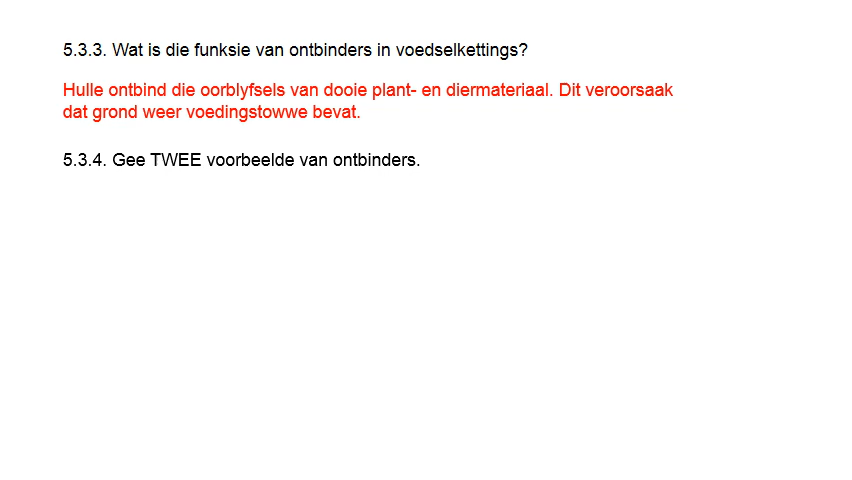 5.3.3. Wat is die funksie van ontbinders in voedselkettings?
Hulle ontbind die oorblyfsels van dooie plant- en diermateriaal. Dit veroorsaak
dat grond weer voedingstowwe bevat.
5.3.4. Gee TWEE voorbeelde van ontbinders.